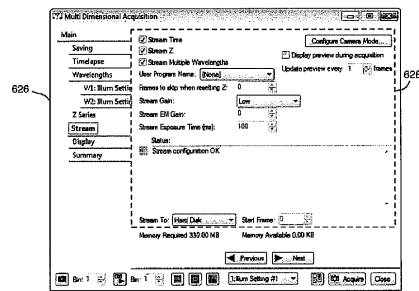 Multi Dimensional Acquisition
Main
Saving
Timelapse
Wavelengths
W1: Illum Settin
W2: Illum Settin
Z Series
Stream
Display
Summary
Stream Time
Stream Z
Stream Multiple Wavelengths
Configure Camera Mode...
Display preview during acquisition
Update preview every 1 frames
User Program Name: [None]
Frames to skip when resetting Z: 0
Stream Gain: Low
Stream EM Gain: 0
Stream Exposure Time (ms): 100
Status:
Stream configuration OK
Stream To: Hard Disk Start Frame: 0
Memory Required 330.00 MB Memory Available 0.00 KB
Previous Next
Bin: 1 Bin: 1 1:Illum Setting #1 Acquire Close
626
628